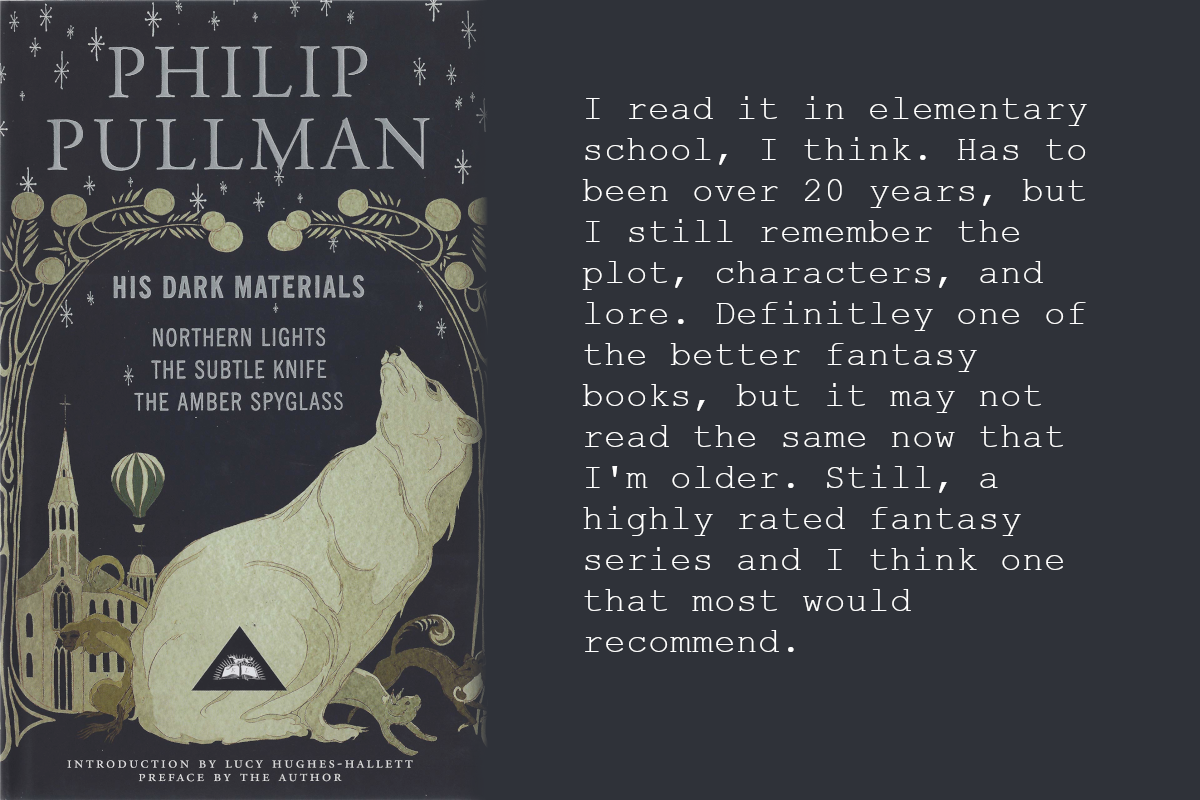 PHILIP
PULLMAN
HIS DARK MATERIALS
NORTHERN LIGHTS
THE SUBTLE KNIFE
THE AMBER SPYGLASS
INTRODUCTION BY LUCY HUGHES-HALLETT
PREFACE BY THE AUTHOR
I read it in elementary
school, I think. Has to
been over 20 years, but
I still remember the
plot, characters, and
lore. Definitley one of
the better fantasy
books, but it may not
read the same now that
I'm older. Still, a
highly rated fantasy
series and I think one
that most would
recommend.